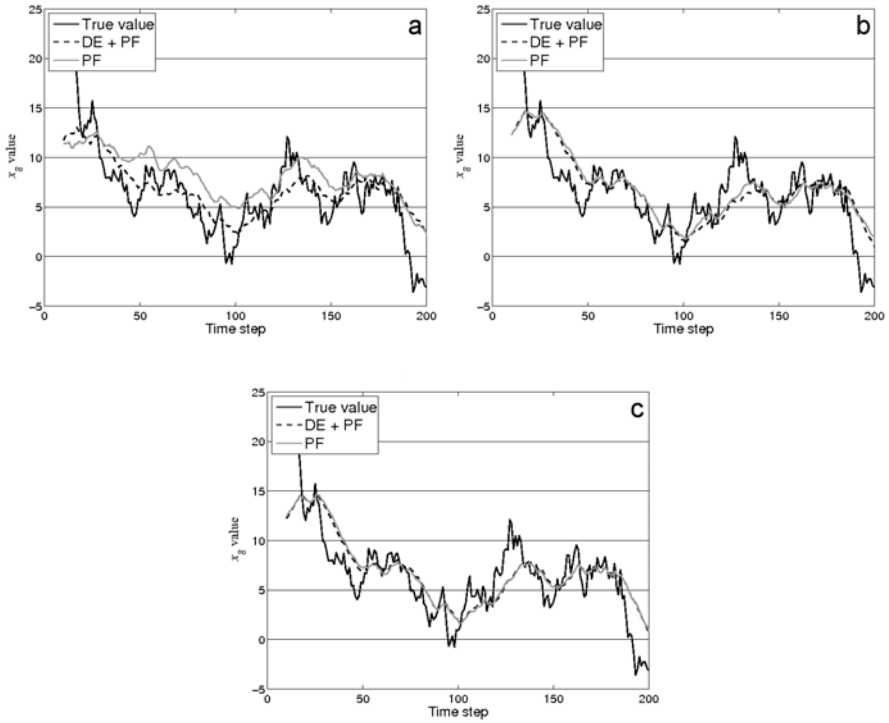 a
True value
DE + PF
PF
25
20
15
10
5
0
−5
x8 value
0
50
100
150
200
Time step
b
True value
DE + PF
PF
25
20
15
10
5
0
−5
x8 value
0
50
100
150
200
Time step
c
True value
DE + PF
PF
25
20
15
10
5
0
−5
x8 value
0
50
100
150
200
Time step